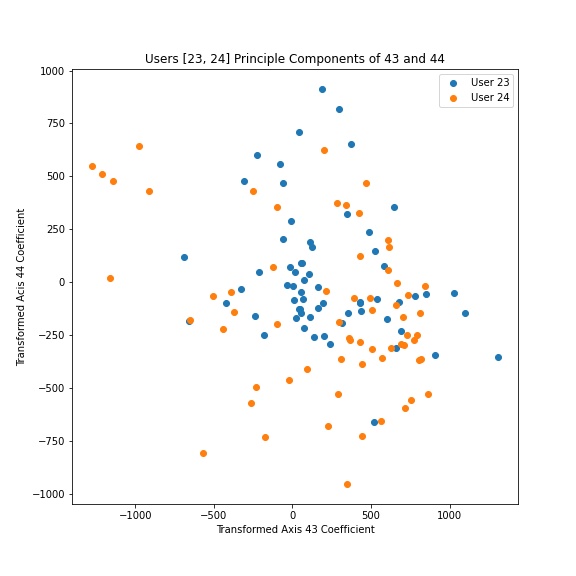 Users [23, 24] Principle Components of 43 and 44
User 23
User 24
1000
750
500
250
0
−250
−500
−750
−1000
Transformed Acis 44 Coefficient
−1000
−500
0
500
1000
Transformed Axis 43 Coefficient